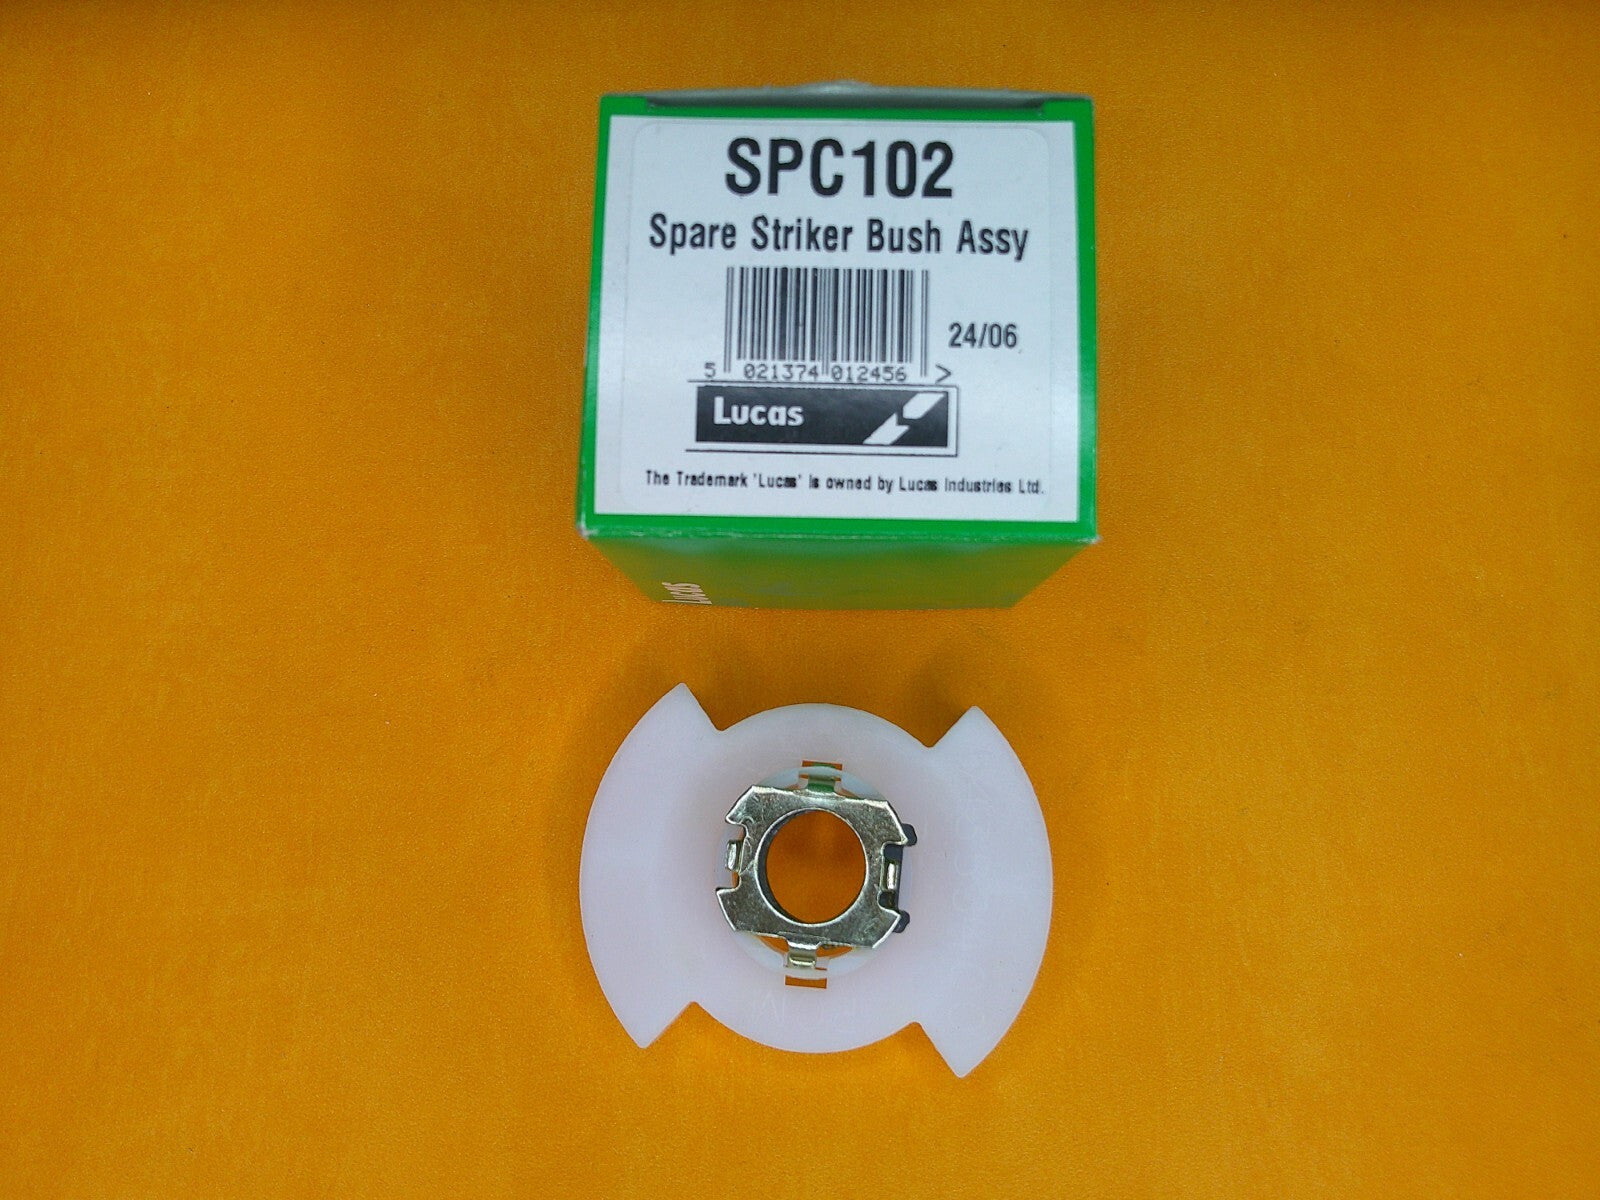 SPC102
Spare Striker Bush Assy
24/06
5 021374 012456 >
Lucas
The Trademark 'Lucas' is owned by Lucas Industries Ltd.
Lucas